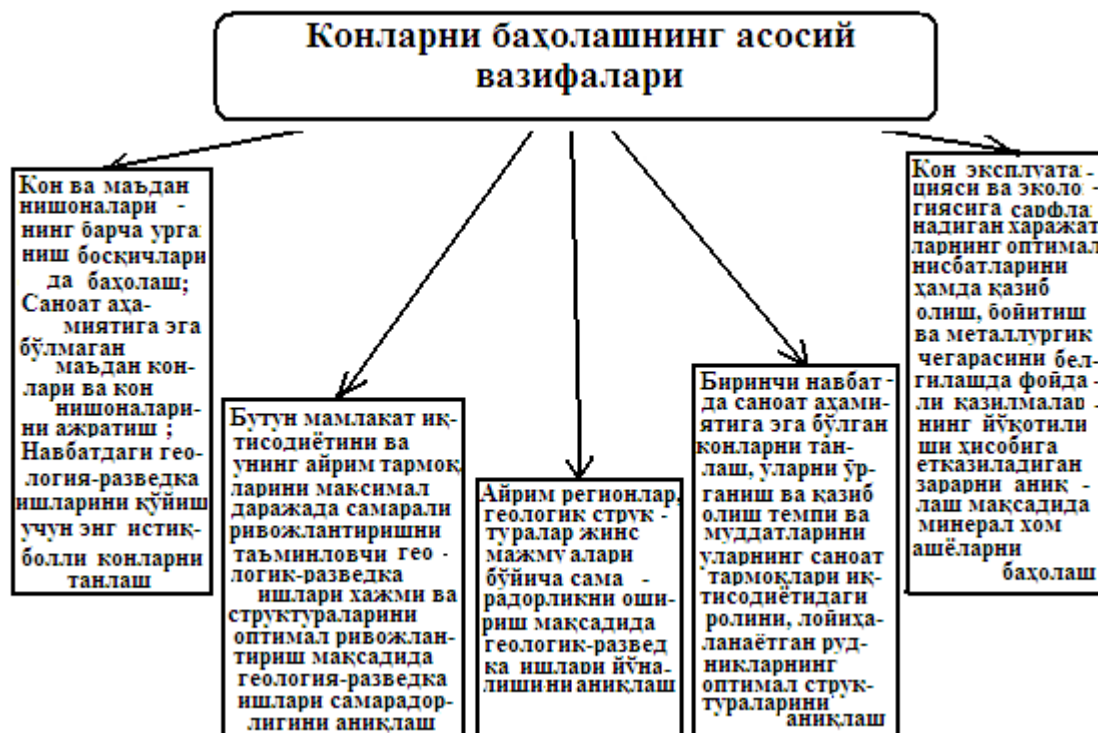 Конларни баҳолашнинг асосий
вазифалари
Кон ва маъдан
нишоналари -
нинг барча урга
ниш босқичлари
да баҳолаш;
Саноат аҳа-
миятига эга
бўлмаган
маъдан кон-
лари ва кон
нишоналари-
ни ажратиш ;
Навбатдаги гео-
логия-разведка
ишларини қўйиш
учун энг истиқ-
болли конларни
танлаш
Бутун мамлакат иқ-
тисодиётини ва
унинг айрим тармоқ
ларини максимал
даражада самарали
ривожлантиришни
таъминловчи гео -
логик-разведка
ишлари хажми ва
структураларини
оптимал ривожлан-
тириш мақсадида
геология-разведка
ишлари самарадор-
лигини аниқлаш
Айрим регионлар,
геологик струк -
туралар жинс
мажмуалари
бўйича сама -
радорликни оши-
риш мақсадида
геологик-развед
ка ишлари йўна-
лишини аниқлаш
Биринчи навбат -
да саноат аҳами-
ятига эга бўлган
конларни тан-
лаш, уларни ўр-
ганиш ва қазиб
олиш темпи ва
муддатларини
уларнинг саноат
тармоқлари иқ-
тисодиётидаги
ролини, лойиҳа-
ланаётган руд-
никларнинг
оптимал струк-
тураларини
аниқлаш
Кон эксплуата -
цияси ва эколо -
гиясига сарфла
надиган харажат
ларнинг оптимал
нисбатларини
ҳамда қазиб
олиш, бойитиш
ва металлургик
чегарасини бел-
гилашда фойда -
ли қазилмалар -
нинг йўқотили
ши ҳисобига
етказиладиган
зарарни аниқ -
лаш мақсадида
минерал хом
ашёларни
баҳолаш